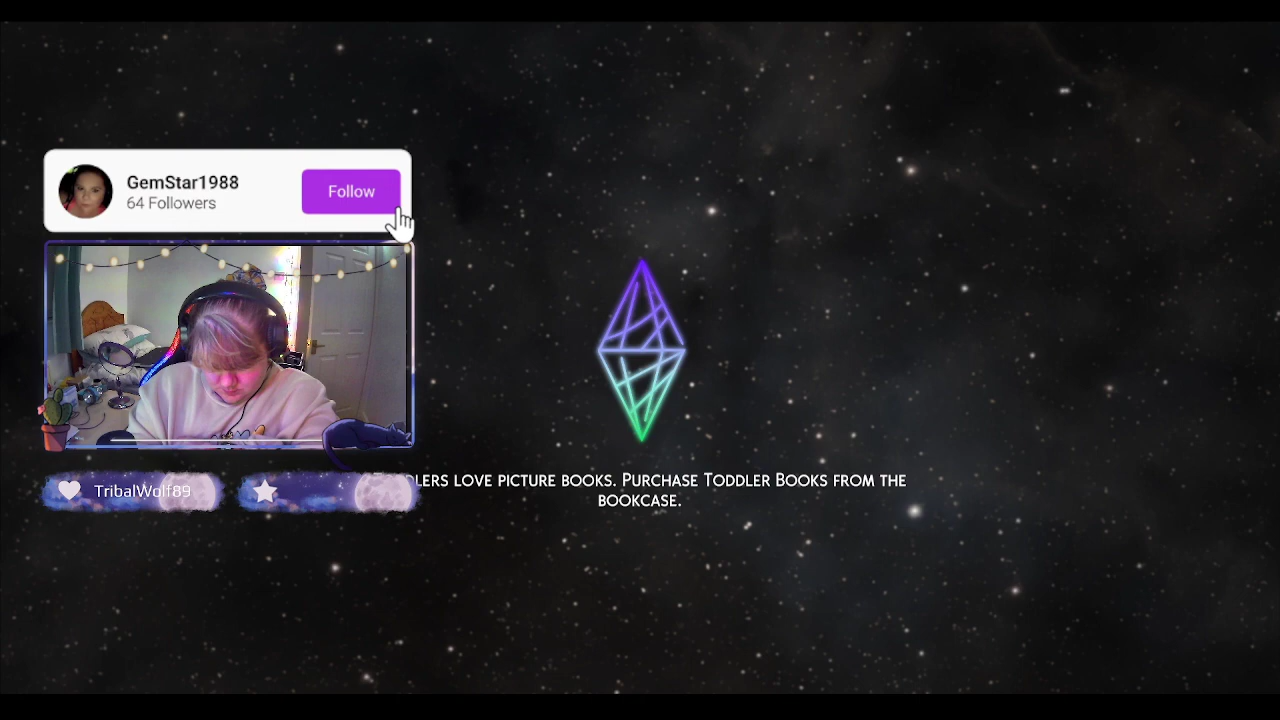 GemStar1988
64 Followers
Follow
TribalWolf89
LERS LOVE PICTURE BOOKS. PURCHASE TODDLER BOOKS FROM THE
BOOKCASE.